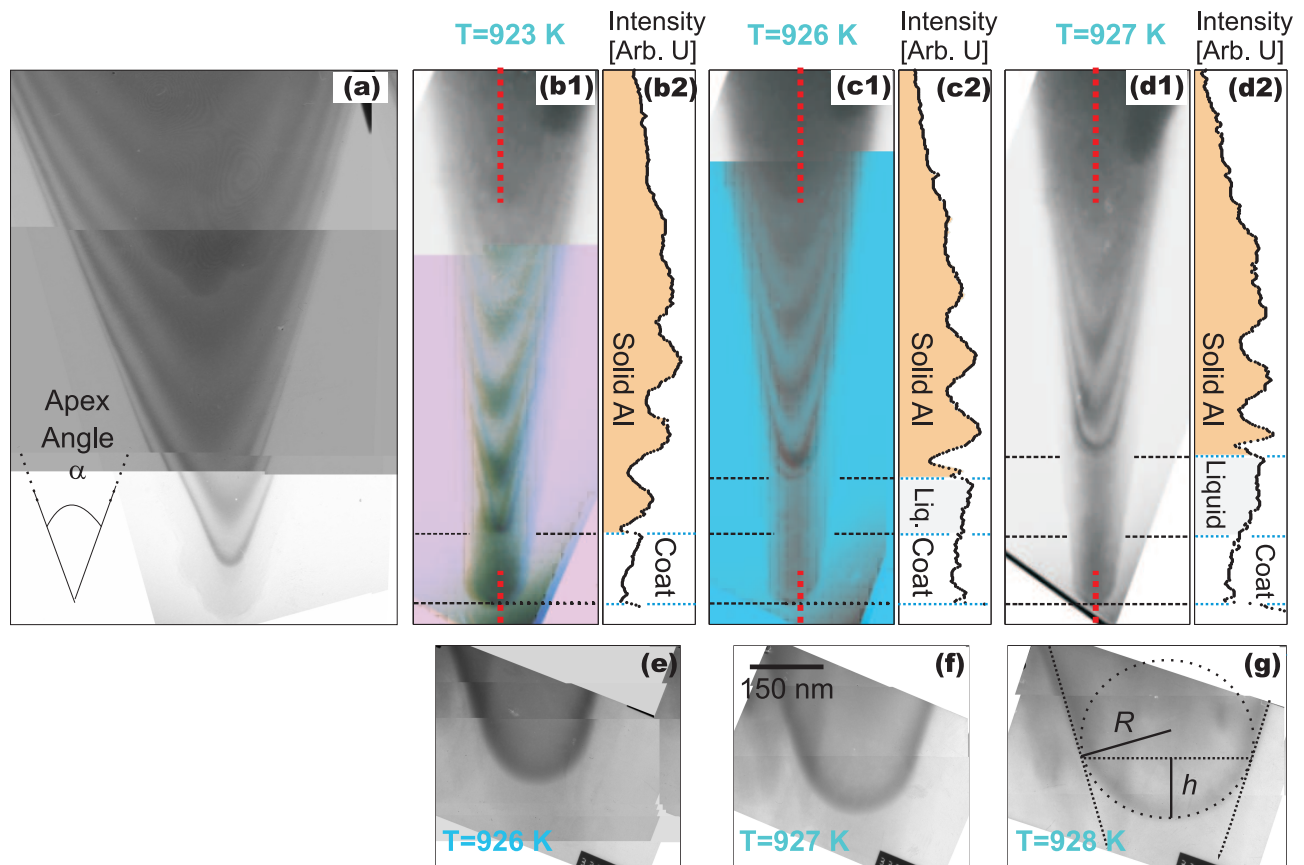 Intensity
[Arb. U]
Intensity
[Arb. U]
Intensity
[Arb. U]
T=923 K
T=926 K
T=927 K
(a)
(b1)
(b2)
(c1)
(c2)
(d1)
(d2)
Apex
Angle
α
Solid Al
Coat
Solid Al
Liq.
Coat
Solid Al
Liquid
Coat
(e)
T=926 K
(f)
150 nm
T=927 K
(g)
R
h
T=928 K